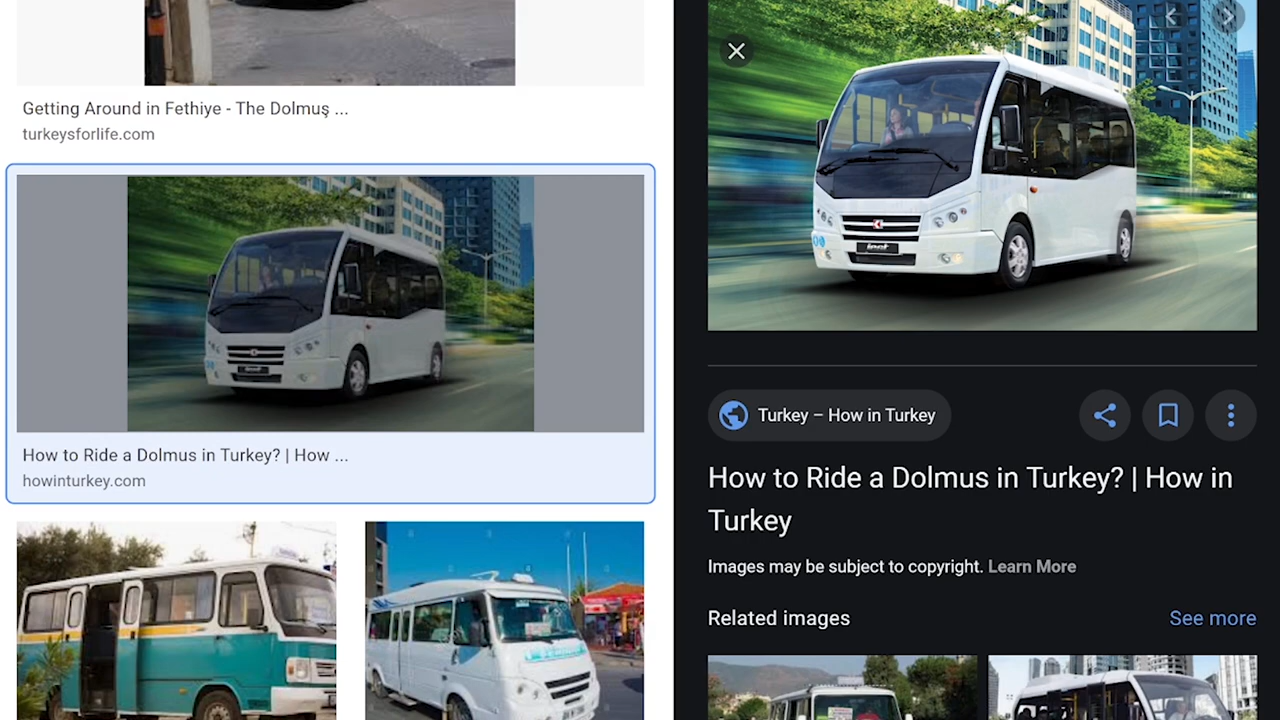 Getting Around in Fethiye - The Dolmuş ...
turkeysforlife.com
How to Ride a Dolmus in Turkey? | How ...
howinturkey.com
Turkey – How in Turkey
How to Ride a Dolmus in Turkey? | How in
Turkey
Images may be subject to copyright. Learn More
Related images
See more